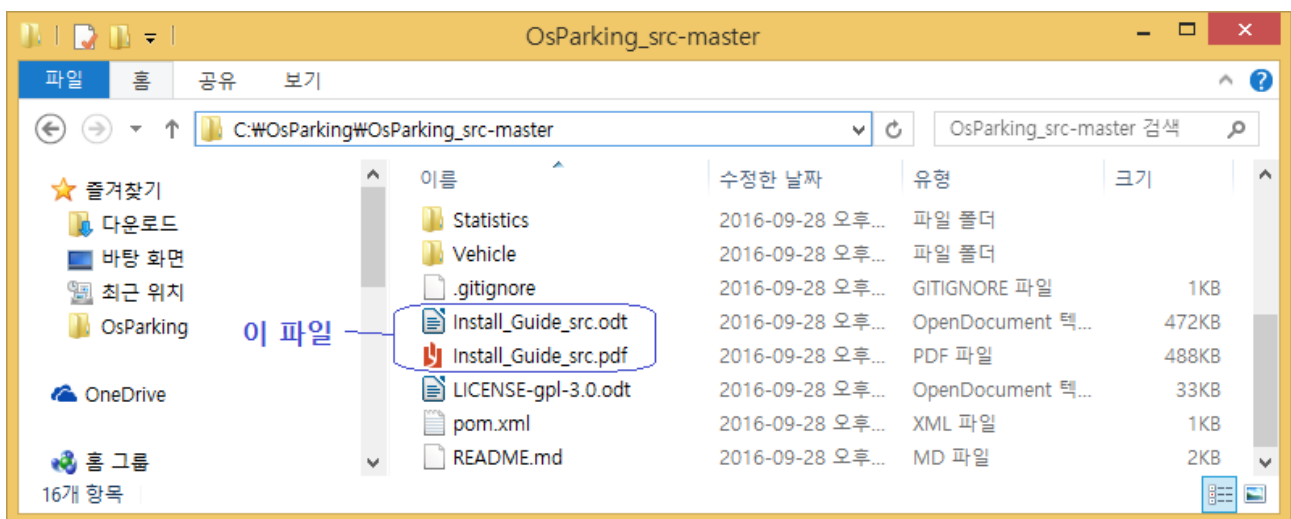 OsParking_src-master
파일 홈 공유 보기
C:₩OsParking₩OsParking_src-master OsParking_src-master 검색
이름 수정한 날짜 유형 크기
즐겨찾기
다운로드
바탕 화면
최근 위치
OsParking
OneDrive
홈 그룹
이 파일
Statistics 2016-09-28 오후... 파일 폴더
Vehicle 2016-09-28 오후... 파일 폴더
.gitignore 2016-09-28 오후... GITIGNORE 파일 1KB
Install_Guide_src.odt 2016-09-28 오후... OpenDocument 텍... 472KB
Install_Guide_src.pdf 2016-09-28 오후... PDF 파일 488KB
LICENSE-gpl-3.0.odt 2016-09-28 오후... OpenDocument 텍... 33KB
pom.xml 2016-09-28 오후... XML 파일 1KB
README.md 2016-09-28 오후... MD 파일 2KB
16개 항목